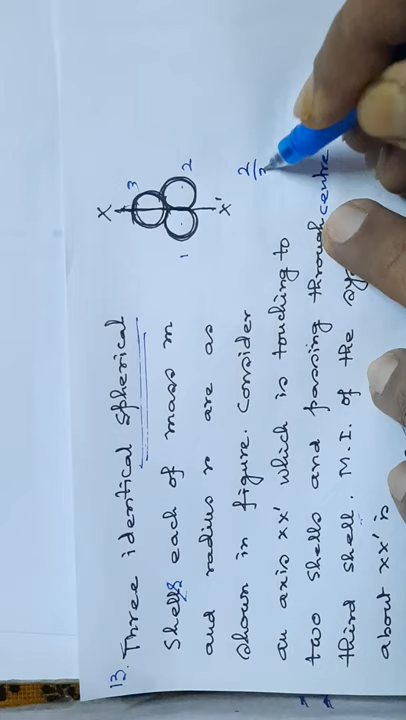 13. Three identical spherical
Shells each of mass m
and radius r are as
shown in figure. Consider
an axis xx' which is touching to
two shells and passing through centre
third shell. M.I. of the sy
about xx' is
X
3
2
1
X'
2